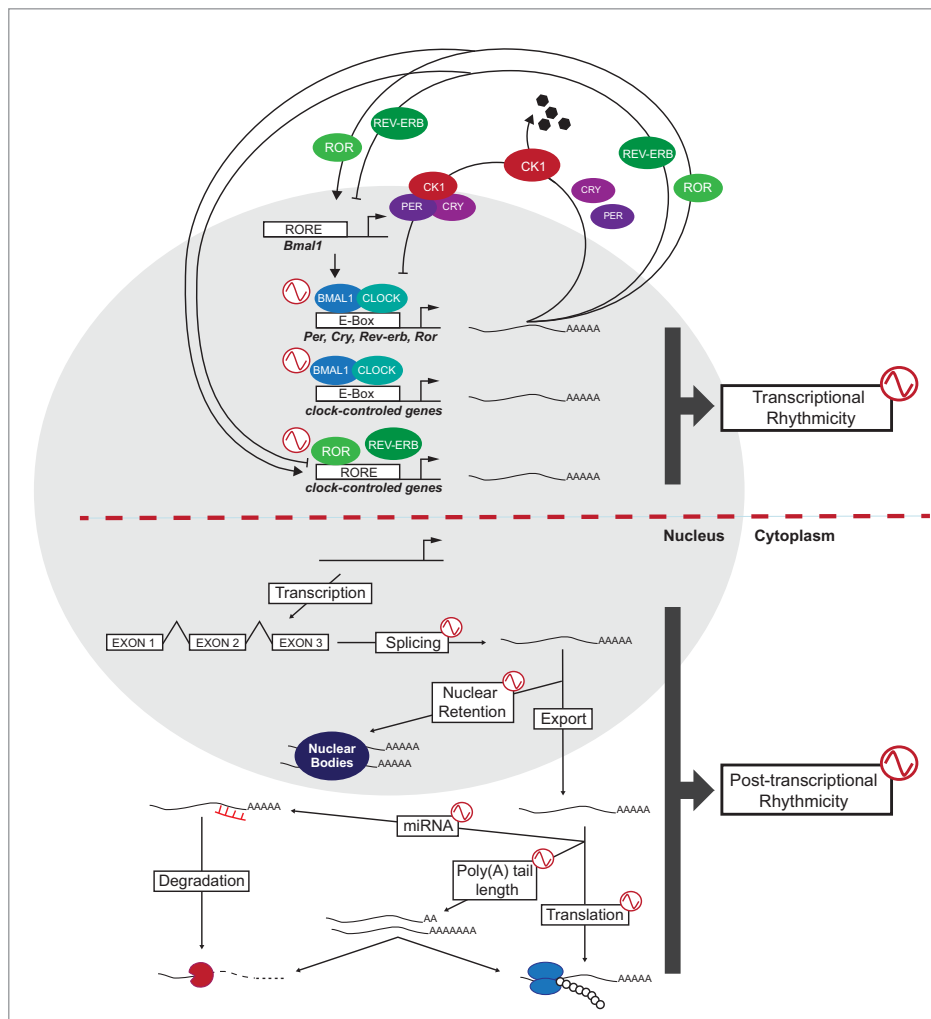 REV-ERB
ROR
CK1
REV-ERB
ROR
CK1
CRY
PER
CRY
PER
RORE
Bmal1
BMAL1
CLOCK
E-Box
Per, Cry, Rev-erb, Ror
AAAAA
BMAL1
CLOCK
E-Box
clock-controled genes
AAAAA
Transcriptional
Rhythmicity
ROR
REV-ERB
RORE
clock-controled genes
AAAAA
Nucleus
Cytoplasm
Transcription
EXON 1
EXON 2
EXON 3
Splicing
AAAAA
Nuclear
Retention
Export
Nuclear
Bodies
AAAAA
AAAAA
Post-transcriptional
Rhythmicity
AAAAA
miRNA
AAAAA
Degradation
Poly(A) tail
length
Translation
AA
AAAAAAA
AAAAA